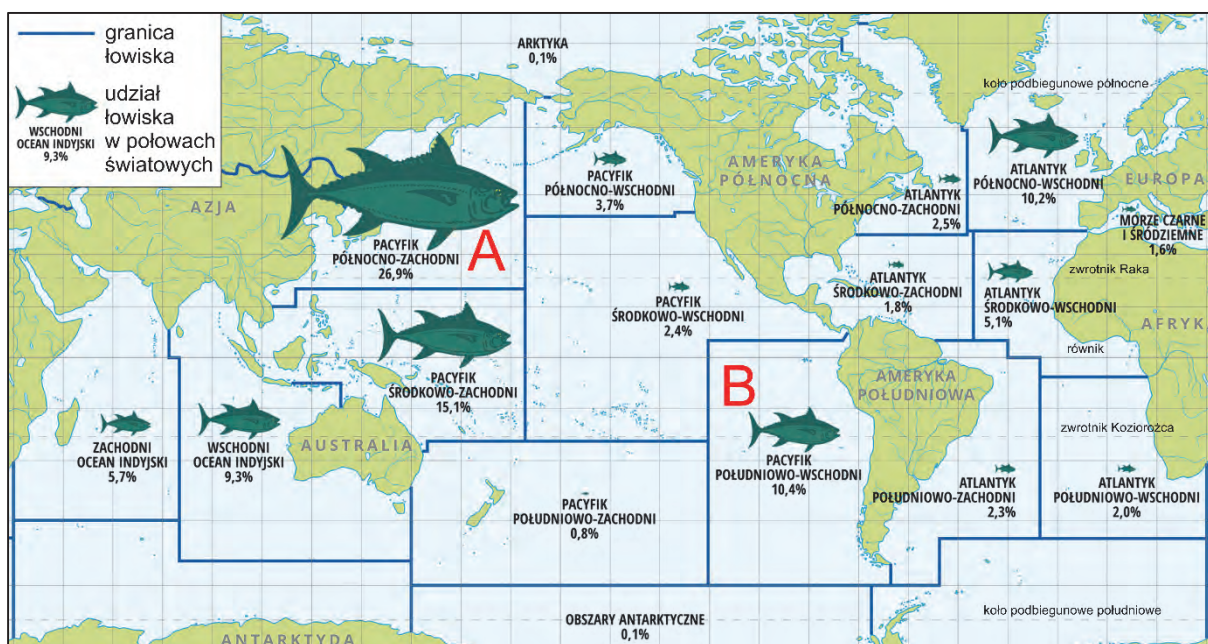 granica
łowiska
udział
łowiska
w połowach
światowych
WSCHODNI
OCEAN INDYJSKI
9,3%
ARKTYKA
0,1%
koło podbiegunowe północne
AZJA
PACYFIK
PÓŁNOCNO-ZACHODNI
26,9%
A
PACYFIK
PÓŁNOCNO-WSCHODNI
3,7%
AMERYKA
PÓŁNOCNA
ATLANTYK
PÓŁNOCNO-ZACHODNI
2,5%
ATLANTYK
PÓŁNOCNO-WSCHODNI
10,2%
EUROPA
MORZE CZARNE
I ŚRÓDZIEMNE
1,6%
zwrotnik Raka
PACYFIK
ŚRODKOWO-ZACHODNI
15,1%
PACYFIK
ŚRODKOWO-WSCHODNI
2,4%
ATLANTYK
ŚRODKOWO-ZACHODNI
1,8%
ATLANTYK
ŚRODKOWO-WSCHODNI
5,1%
AFRYK
równik
ZACHODNI
OCEAN INDYJSKI
5,7%
WSCHODNI
OCEAN INDYJSKI
9,3%
AUSTRALIA
B
PACYFIK
POŁUDNIOWO-WSCHODNI
10,4%
AMERYKA
POŁUDNIOWA
zwrotnik Koziorożca
PACYFIK
POŁUDNIOWO-ZACHODNI
0,8%
ATLANTYK
POŁUDNIOWO-ZACHODNI
2,3%
ATLANTYK
POŁUDNIOWO-WSCHODNI
2,0%
OBSZARY ANTARKTYCZNE
0,1%
koło podbiegunowe południowe
ANTARKTYDA